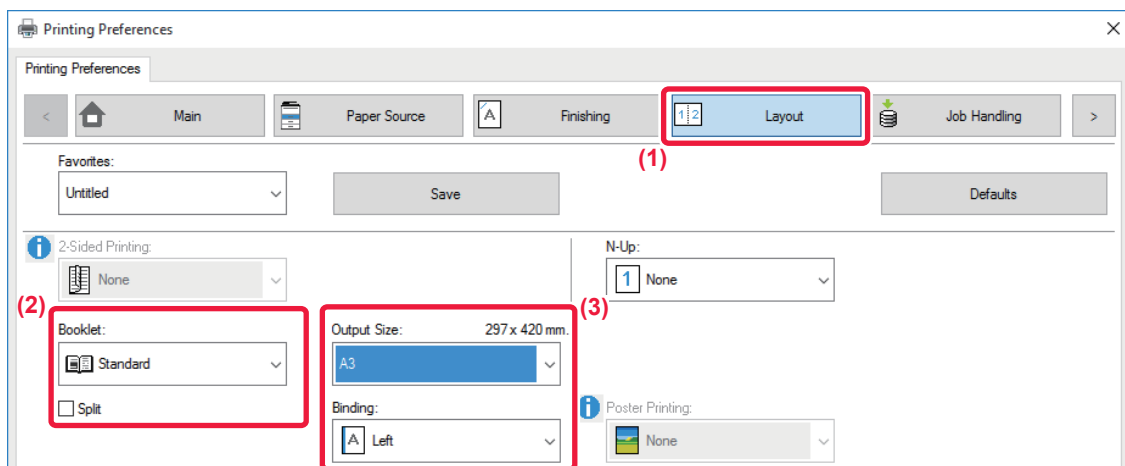 Printing Preferences
Printing Preferences
< Main Paper Source A Finishing 1 2 Layout Job Handling >
(1)
Favorites:
Untitled Save Defaults
2-Sided Printing: N-Up:
None 1 None
(2) (3)
Booklet: Output Size: 297 x 420 mm.
Standard A3
Split Binding: Poster Printing:
A Left None